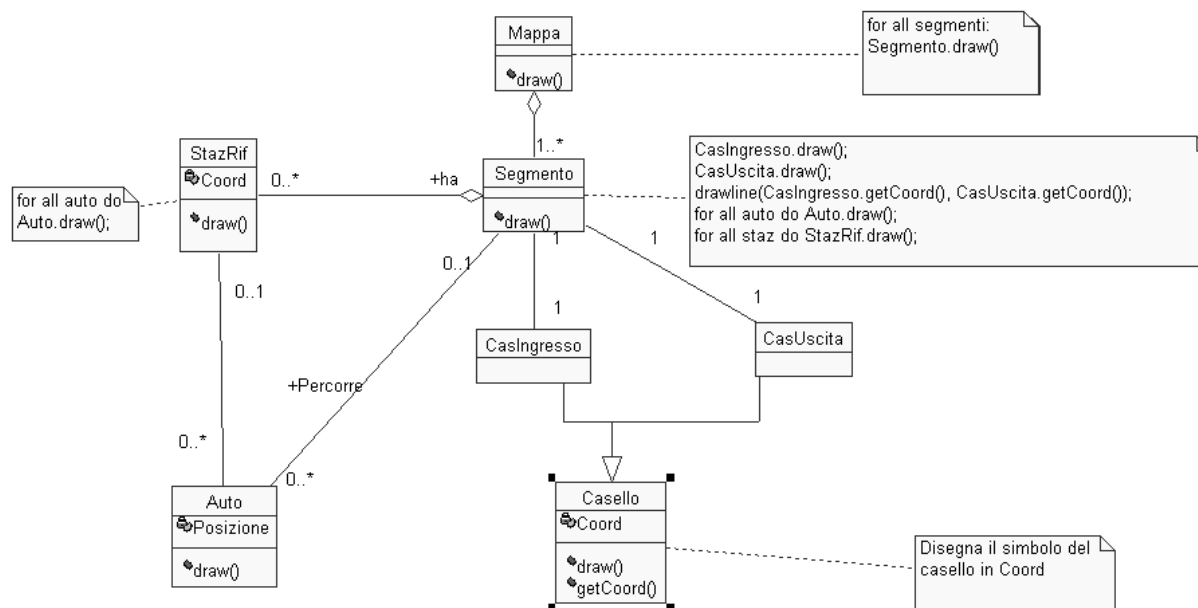 Mappa
draw()
for all segmenti:
Segmento.draw()
StazRif
Coord
draw()
for all auto do
Auto.draw();
0..*
+ha
1..*
Segmento
draw()
CasIngresso.draw();
CasUscita.draw();
drawline(CasIngresso.getCoord(), CasUscita.getCoord());
for all auto do Auto.draw();
for all staz do StazRif.draw();
0..1
0..1
1
1
1
1
CasIngresso
CasUscita
+Percorre
0..*
0..*
Auto
Posizione
draw()
Casello
Coord
draw()
getCoord()
Disegna il simbolo del
casello in Coord